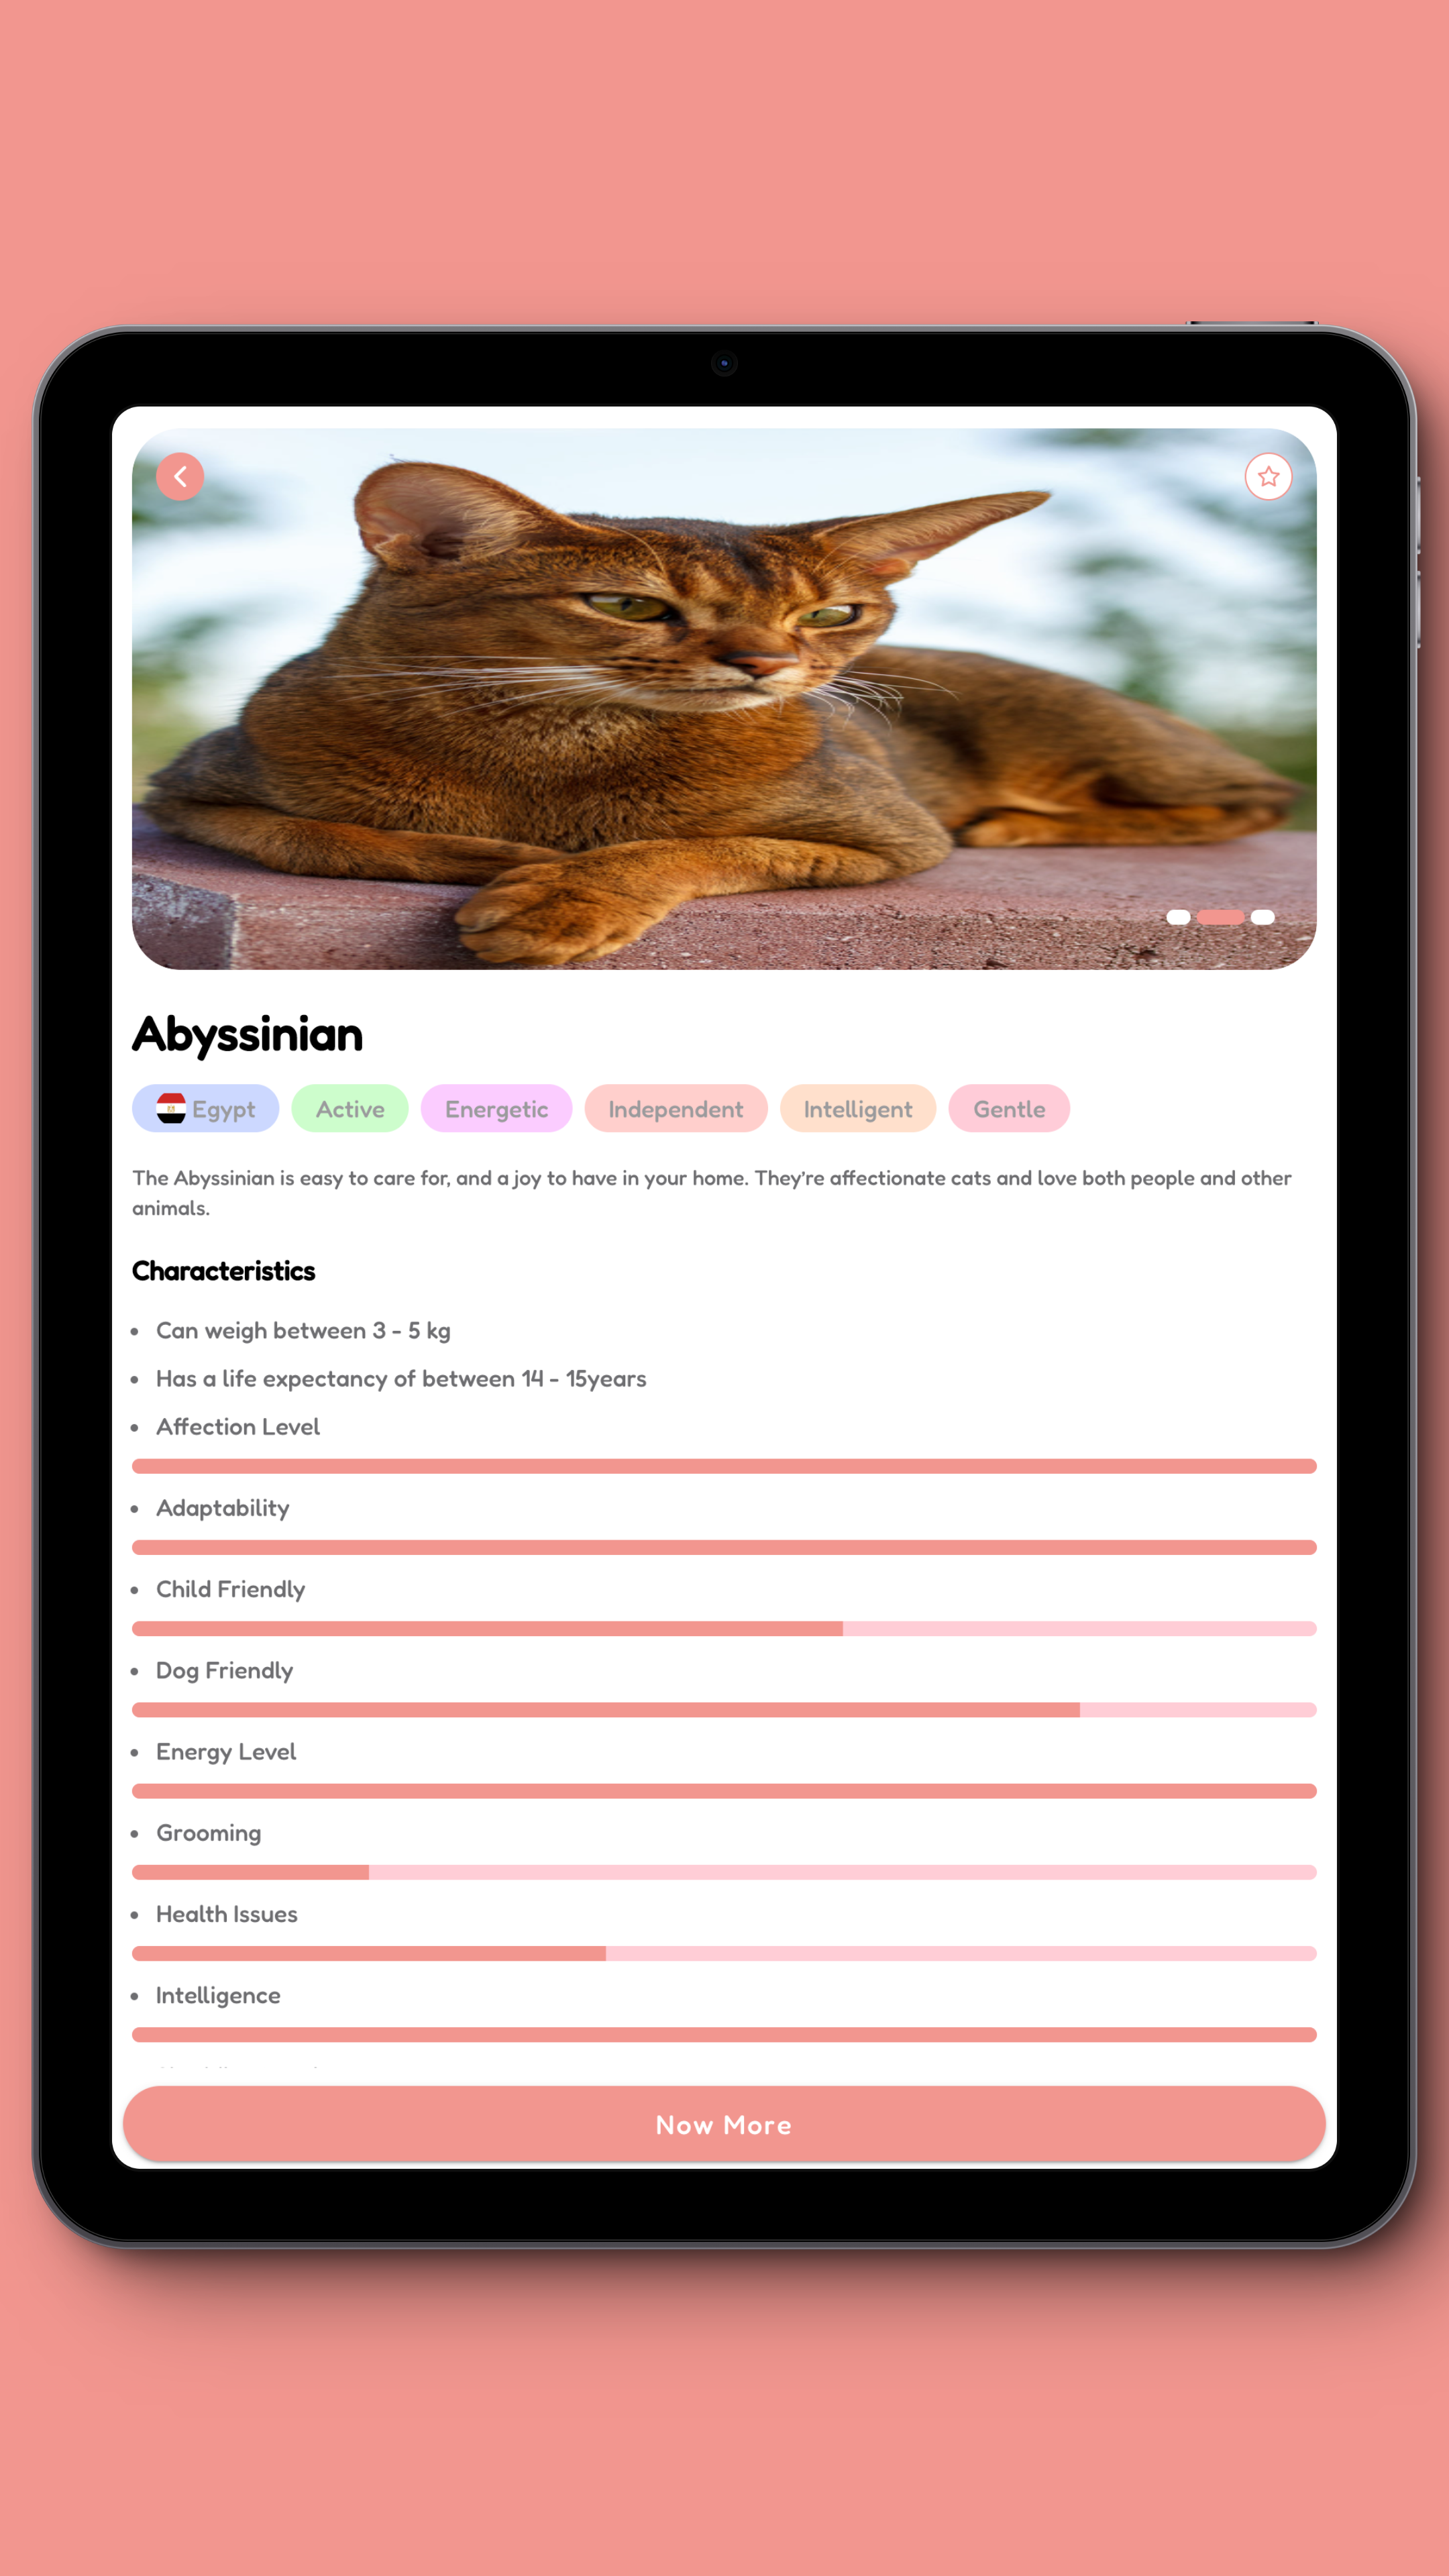 Abyssinian
Egypt Active Energetic Independent Intelligent Gentle
The Abyssinian is easy to care for, and a joy to have in your home. They're affectionate cats and love both people and other
animals.
Characteristics
• Can weigh between 3 - 5 kg
• Has a life expectancy of between 14 - 15years
• Affection Level
• Adaptability
• Child Friendly
• Dog Friendly
• Energy Level
• Grooming
• Health Issues
• Intelligence
Now More